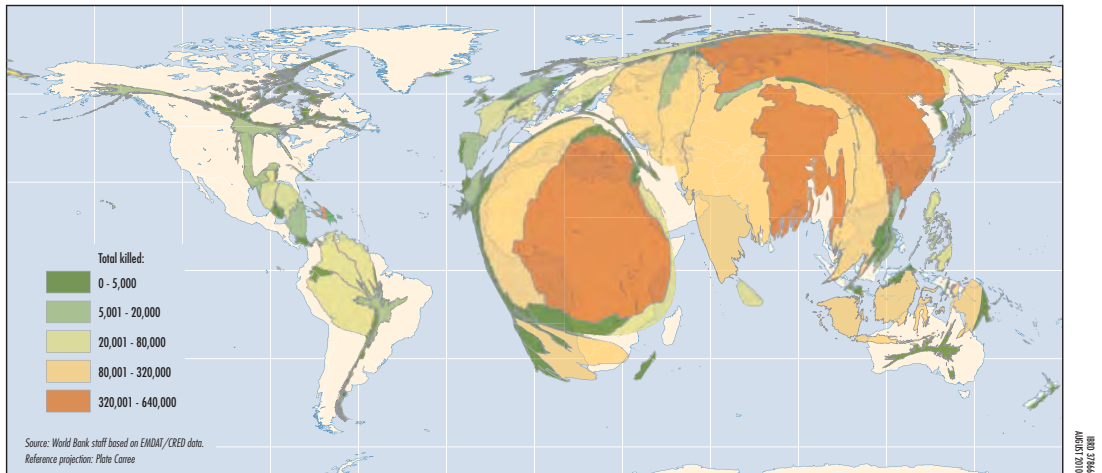 Total killed:
0 - 5,000
5,001 - 20,000
20,001 - 80,000
80,001 - 320,000
320,001 - 640,000
Source: World Bank staff based on EMDAT/CRED data.
Reference projection: Plate Carree
IBRD 37866
AUGUST 2010